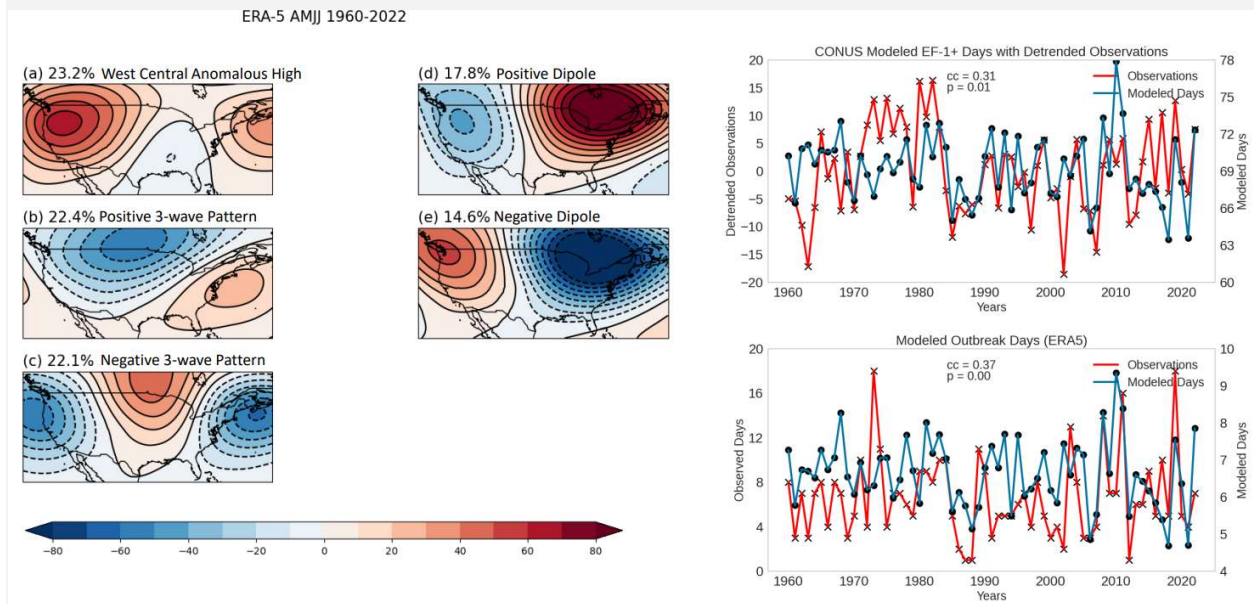 ERA-5 AMJJ 1960-2022
(a) 23.2% West Central Anomalous High
(b) 22.4% Positive 3-wave Pattern
(c) 22.1% Negative 3-wave Pattern
(d) 17.8% Positive Dipole
(e) 14.6% Negative Dipole
−80 −60 −40 −20 0 20 40 60 80
CONUS Modeled EF-1+ Days with Detrended Observations
cc = 0.31
p = 0.01
Observations
Modeled Days
Detrended Observations
20
15
10
5
0
−5
−10
−15
−20
78
75
72
69
66
63
60
Modeled Days
1960 1970 1980 1990 2000 2010 2020
Years
Modeled Outbreak Days (ERA5)
cc = 0.37
p = 0.00
Observations
Modeled Days
Observed Days
20
16
12
8
4
0
10
9
8
7
6
5
4
Modeled Days
1960 1970 1980 1990 2000 2010 2020
Years